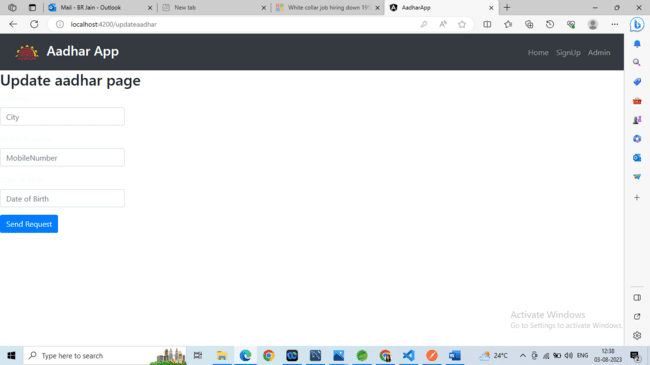 Mail - BR Jain - Outlook
New tab
White collar job hiring down 15%
AadharApp
localhost:4200/updateaadhar
Aadhar App
Home
SignUp
Admin
Update aadhar page
City
MobileNumber
Date of Birth
Send Request
Activate Windows
Go to Settings to activate Windows.
Type here to search
24°C
ENG
12:38
03-08-2023